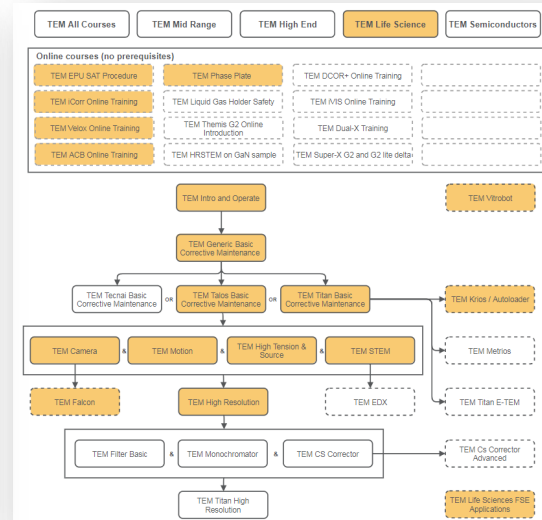 TEM All Courses
TEM Mid Range
TEM High End
TEM Life Science
TEM Semiconductors
Online courses (no prerequisites)
TEM EPU SAT Procedure
TEM Phase Plate
TEM DCOR+ Online Training
TEM iCorr Online Training
TEM Liquid Gas Holder Safety
TEM IVIS Online Training
TEM Velox Online Training
TEM Themis G2 Online
Introduction
TEM Dual-X Training
TEM ACB Online Training
TEM HRSTEM on GaN sample
TEM Super-X G2 and G2 lite delta
TEM Intro and Operate
TEM Vitrobot
TEM Generic Basic
Corrective Maintenance
TEM Tecnai Basic
Corrective Maintenance
OR
TEM Talos Basic
Corrective Maintenance
OR
TEM Titan Basic
Corrective Maintenance
TEM Krios / Autoloader
TEM Camera
&
TEM Motion
&
TEM High Tension &
Source
&
TEM STEM
TEM Metrios
TEM Falcon
TEM High Resolution
TEM EDX
TEM Titan E-TEM
TEM Filter Basic
&
TEM Monochromator
&
TEM CS Corrector
TEM Cs Corrector
Advanced
TEM Titan High
Resolution
TEM Life Sciences FSE
Applications